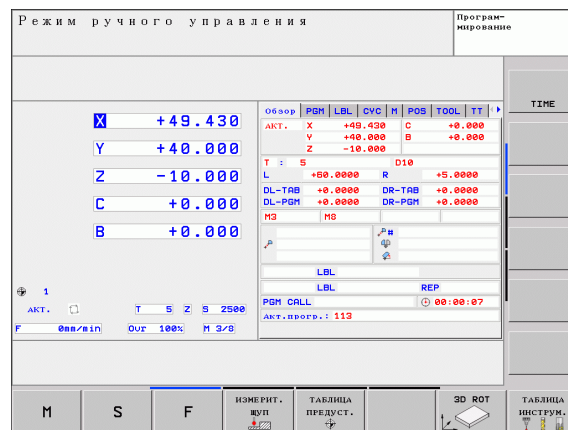 Режим ручного управления
Програм-
мирование
TIME
X +49.430
Y +40.000
Z -10.000
C +0.000
B +0.000
1
АКТ. T 5 Z S 2500
F 0mm/min Ovr 100% M 3/8
Обзор PGM LBL CYC M POS TOOL TT
АКТ. X +49.430 C +0.000
Y +40.000 B +0.000
Z -10.000
T : 5 D10
L +60.0000 R +5.0000
DL-TAB +0.0000 DR-TAB +0.0000
DL-PGM +0.0000 DR-PGM +0.0000
M3 M8
#
LBL
LBL REP
PGM CALL 00:00:07
Акт.прогр.: 113
M
S
F
ИЗМЕРИТ.
ЩУП
ТАБЛИЦА
ПРЕДУСТ.
3D ROT
ТАБЛИЦА
ИНСТРУМ.